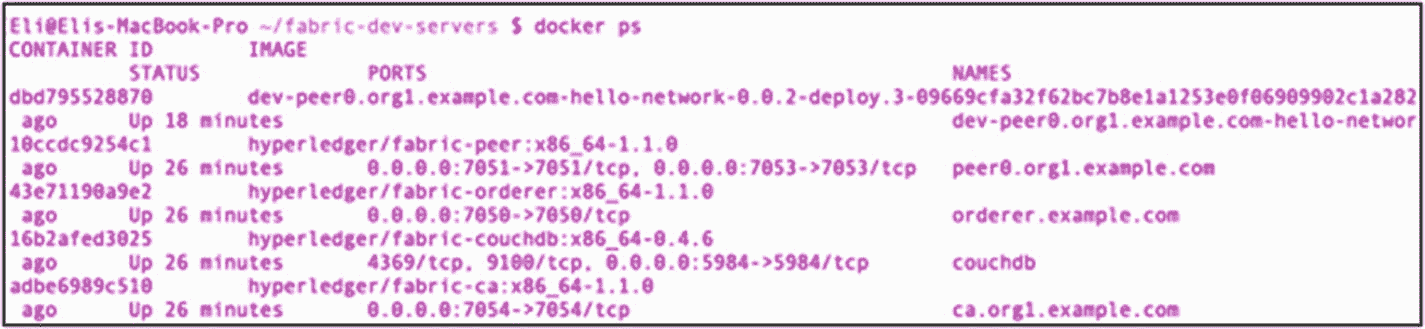 Eli@Elis-MacBook-Pro ~/fabric-dev-servers $ docker ps
CONTAINER ID IMAGE
STATUS PORTS NAMES
dbd795528870 dev-peer0.org1.example.com-hello-network-0.0.2-deploy.3-09669cfa32f62bc7b8e1a1253e0f06909902c1a282
ago Up 18 minutes dev-peer0.org1.example.com-hello-networ
10ccdc9254c1 hyperledger/fabric-peer:x86_64-1.1.0
ago Up 26 minutes 0.0.0.0:7051->7051/tcp, 0.0.0.0:7053->7053/tcp peer0.org1.example.com
43e71190a9e2 hyperledger/fabric-orderer:x86_64-1.1.0
ago Up 26 minutes 0.0.0.0:7050->7050/tcp orderer.example.com
16b2afed3025 hyperledger/fabric-couchdb:x86_64-0.4.6
ago Up 26 minutes 4369/tcp, 9100/tcp, 0.0.0.0:5984->5984/tcp couchdb
adbe6989c510 hyperledger/fabric-ca:x86_64-1.1.0
ago Up 26 minutes 0.0.0.0:7054->7054/tcp ca.org1.example.com